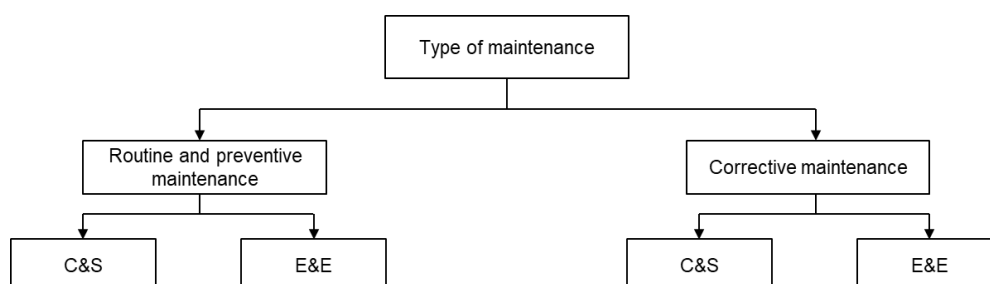 Type of maintenance
Routine and preventive
maintenance
Corrective maintenance
C&S
E&E
C&S
E&E